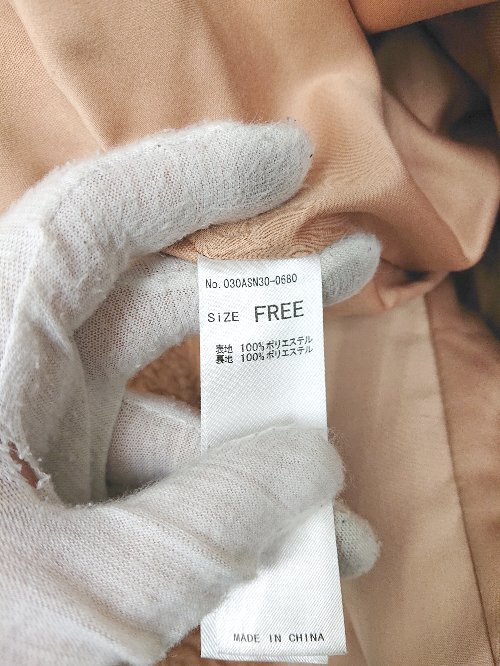 No. 030ASN30-0680
SIZE FREE
表地 100%ポリエステル
裏地 100%ポリエステル
MADE IN CHINA